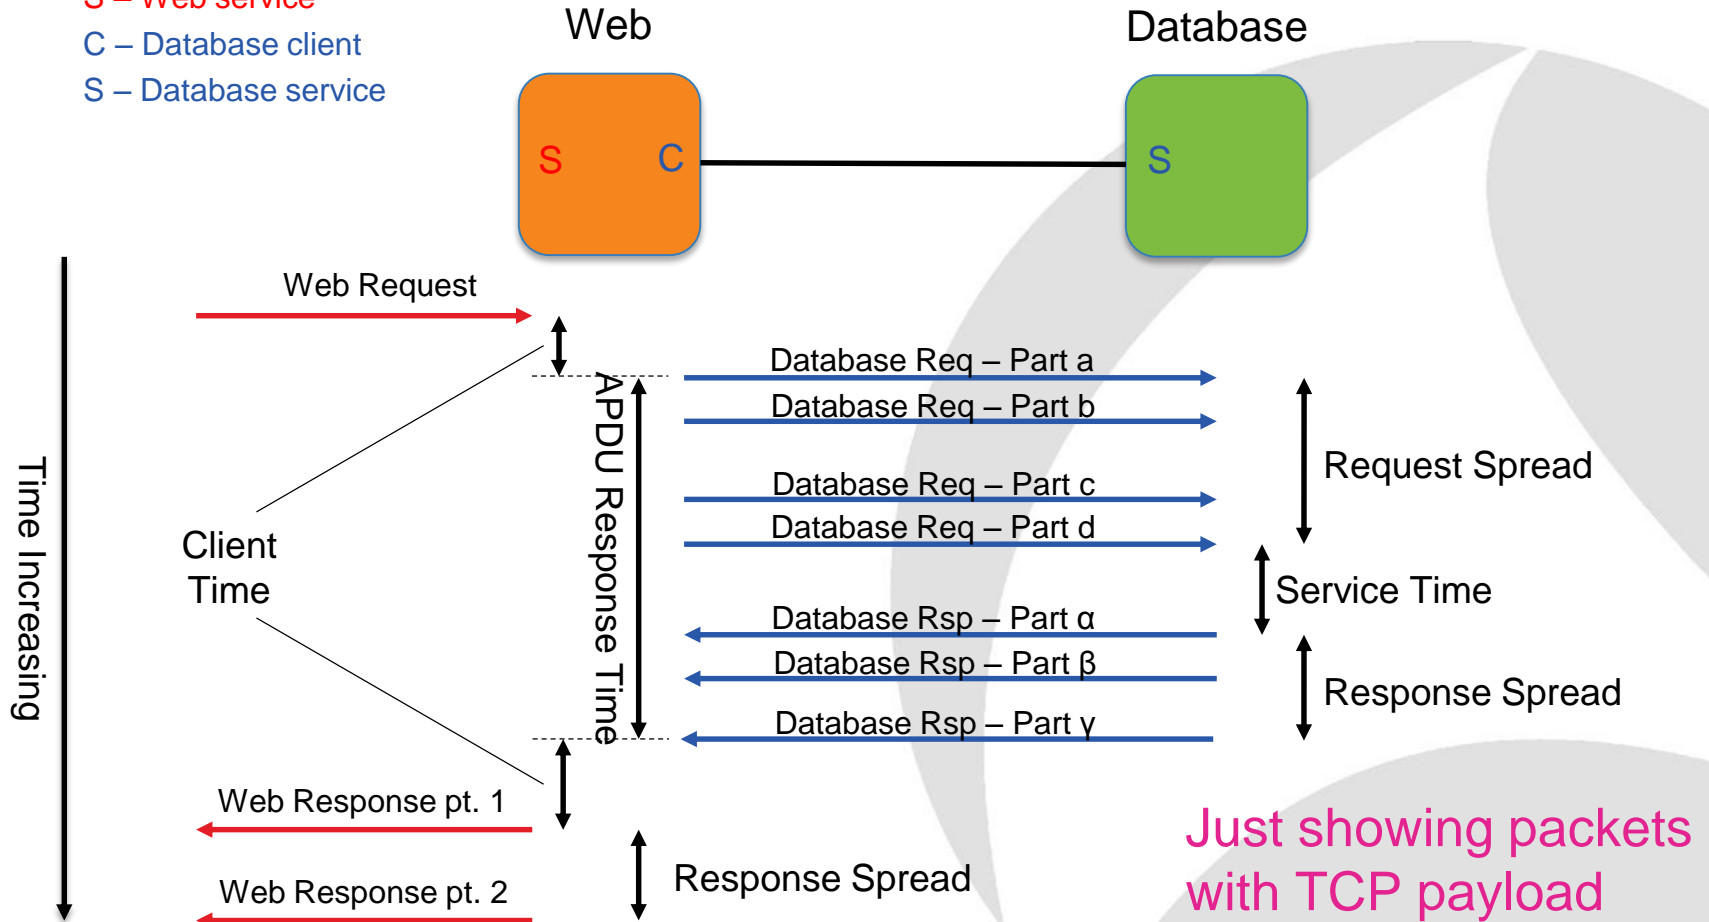 S – Web service
C – Database client
S – Database service
Web
Database
S
C
S
Web Request
Database Req – Part a
Database Req – Part b
Database Req – Part c
Database Req – Part d
Database Rsp – Part α
Database Rsp – Part β
Database Rsp – Part γ
APDU Response Time
Time Increasing
Client
Time
Request Spread
Service Time
Response Spread
Web Response pt. 1
Web Response pt. 2
Response Spread
Just showing packets
with TCP payload